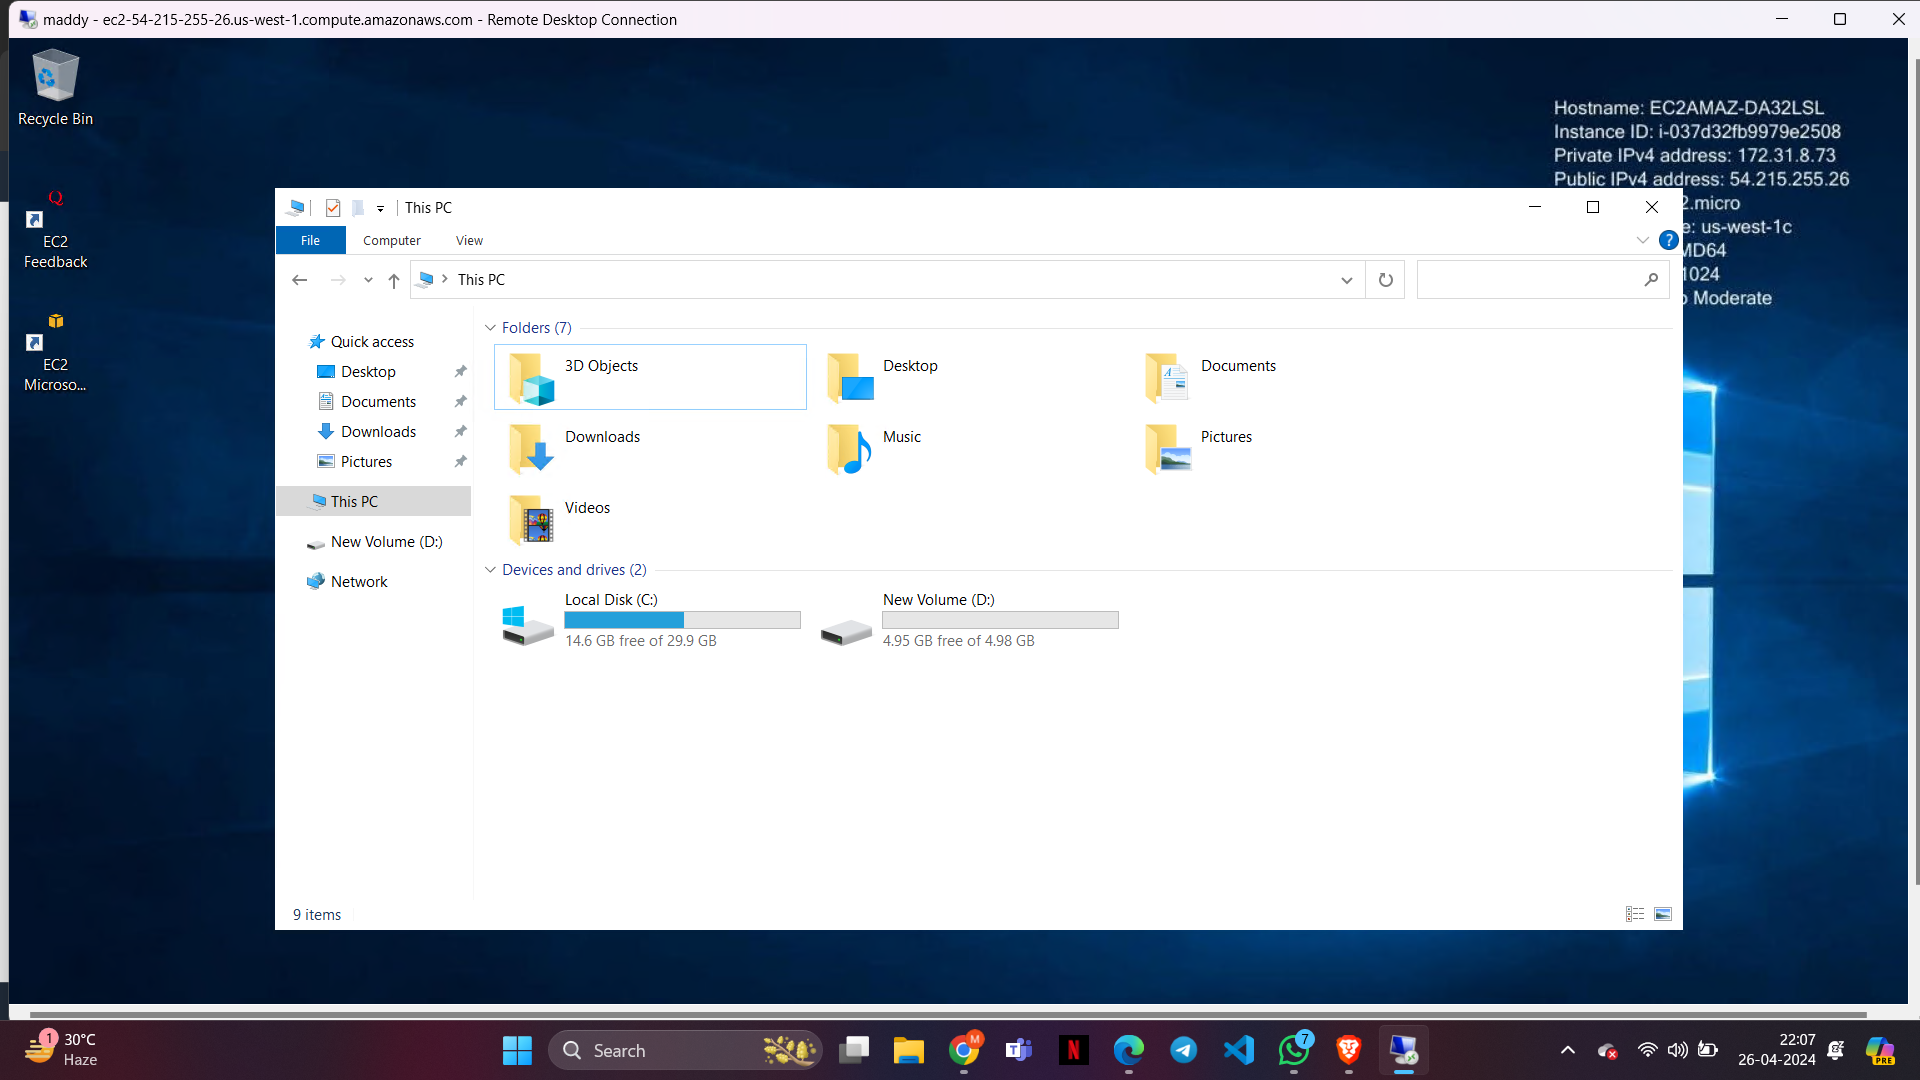 maddy - ec2-54-215-255-26.us-west-1.compute.amazonaws.com - Remote Desktop Connection
Recycle Bin
EC2
Feedback
EC2
Microso...
Hostname: EC2AMAZ-DA32LSL
Instance ID: i-037d32fb9979e2508
Private IPv4 address: 172.31.8.73
Public IPv4 address: 54.215.255.26
2.micro
e: us-west-1c
MD64
1024
o Moderate
This PC
File
Computer
View
This PC
Quick access
Desktop
Documents
Downloads
Pictures
This PC
New Volume (D:)
Network
Folders (7)
3D Objects
Desktop
Documents
Downloads
Music
Pictures
Videos
Devices and drives (2)
Local Disk (C:)
14.6 GB free of 29.9 GB
New Volume (D:)
4.95 GB free of 4.98 GB
9 items
1
30°C
Haze
Search
M
7
22:07
26-04-2024
PRE